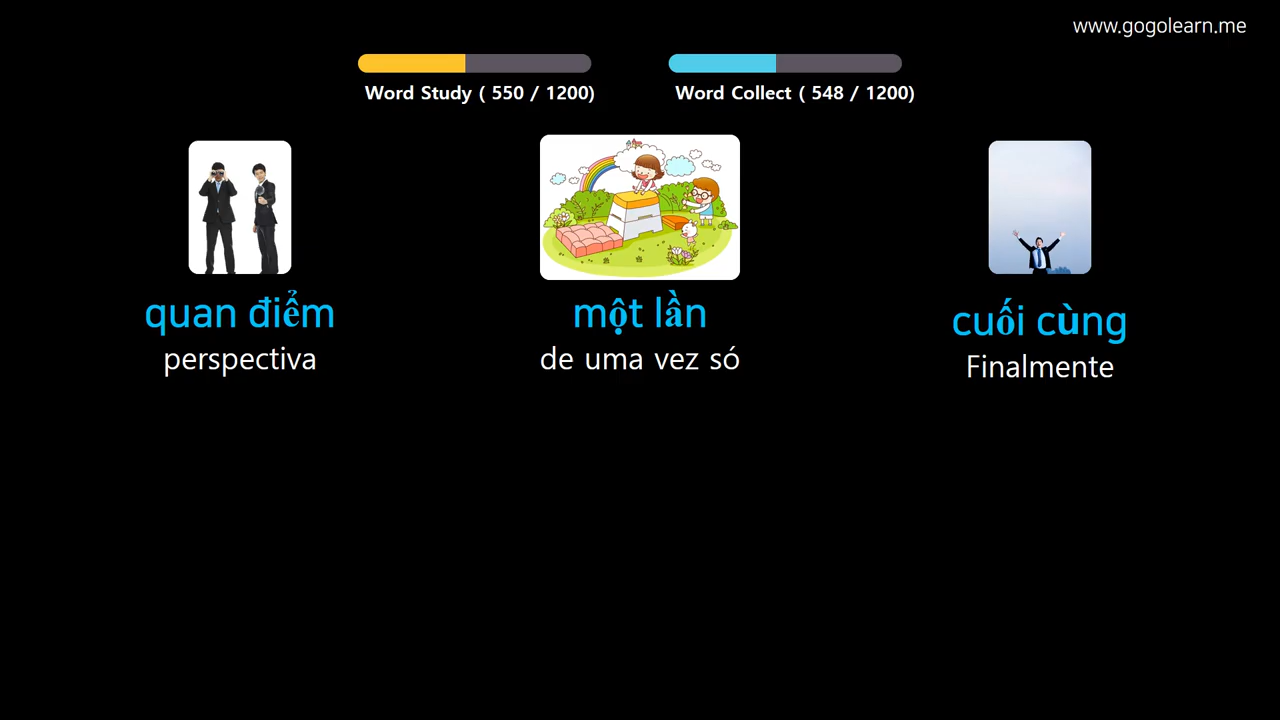 www.gogolearn.me
Word Study ( 550 / 1200)
Word Collect ( 548 / 1200)
quan điểm
perspectiva
một lần
de uma vez só
cuối cùng
Finalmente